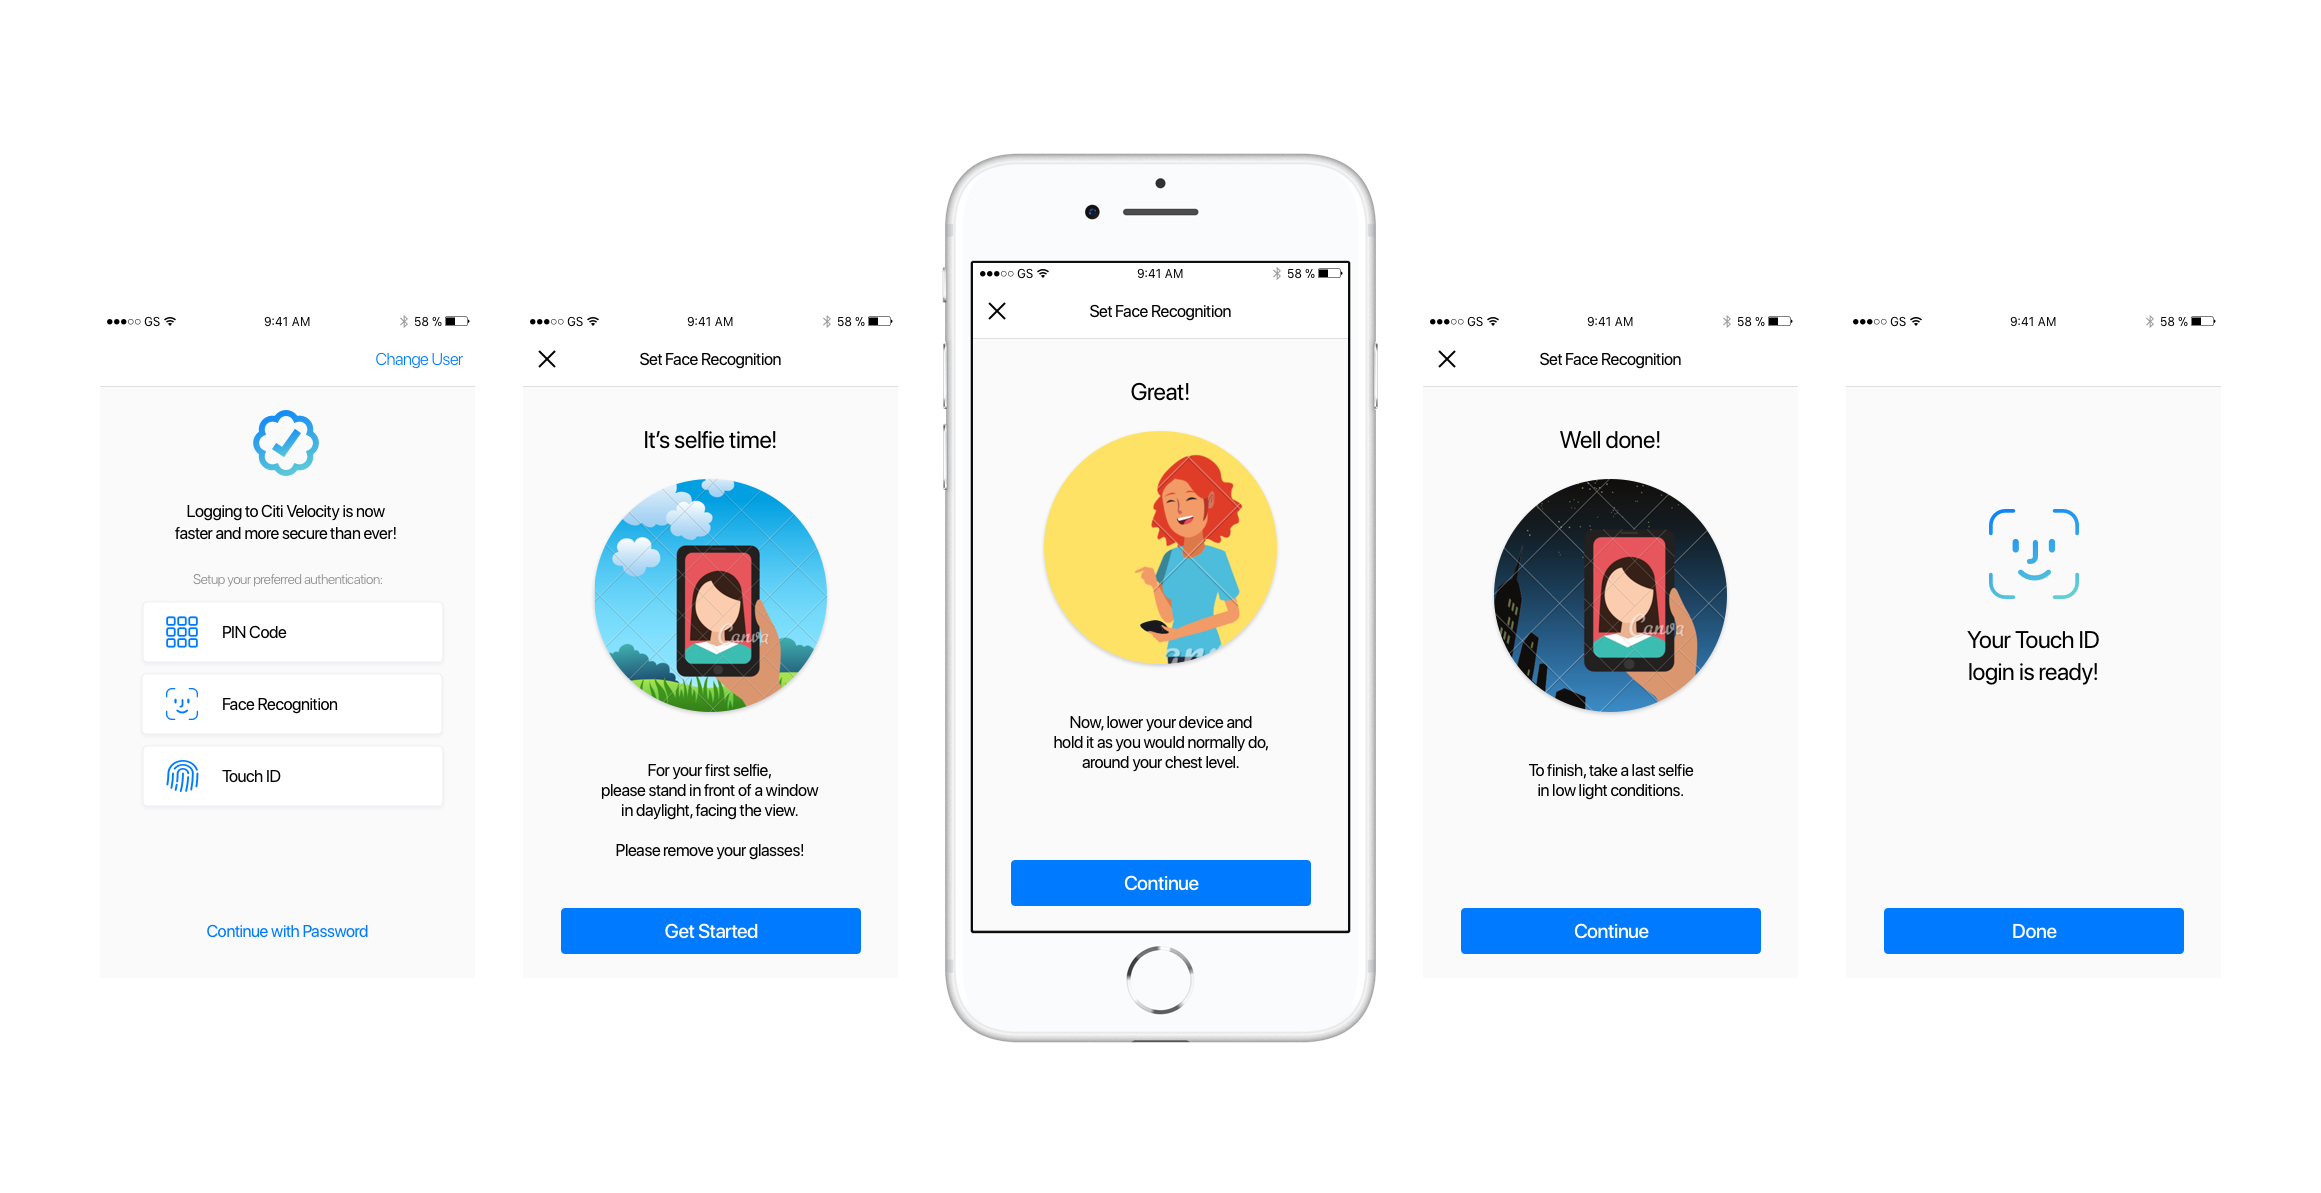 GS 9:41 AM 58 %
Change User
Logging to Citi Velocity is now
faster and more secure than ever!
Setup your preferred authentication:
PIN Code
Face Recognition
Touch ID
Continue with Password
GS 9:41 AM 58 %
Set Face Recognition
It's selfie time!
Canva
For your first selfie,
please stand in front of a window
in daylight, facing the view.
Please remove your glasses!
Get Started
GS 9:41 AM 58 %
Set Face Recognition
Great!
Now, lower your device and
hold it as you would normally do,
around your chest level.
Continue
GS 9:41 AM 58 %
Set Face Recognition
Well done!
Canva
To finish, take a last selfie
in low light conditions.
Continue
GS 9:41 AM 58 %
Your Touch ID
login is ready!
Done